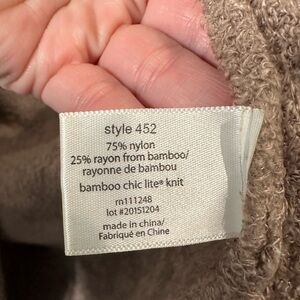 style 452
75% nylon
25% rayon from bamboo/
rayonne de bambou
bamboo chic lite® knit
rn111248
lot #20151204
made in china/
Fabriqué en Chine